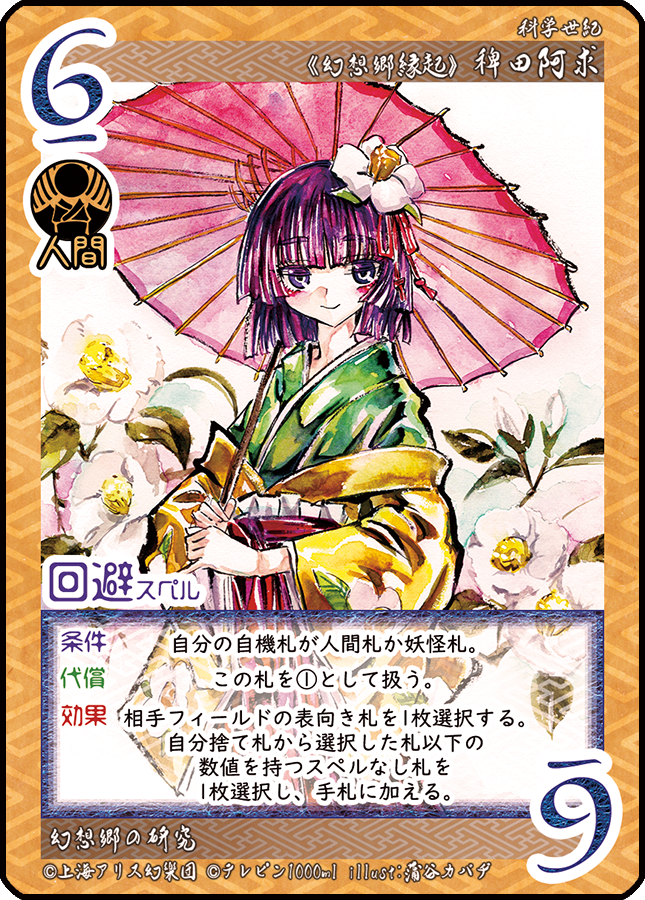 科学世紀
6
《幻想郷縁起》 稗田阿求
人間
回避スペル
条件 自分の自機札が人間札か妖怪札。
代償 この札を①として扱う。
効果 相手フィールドの表向き札を1枚選択する。
自分捨て札から選択した札以下の
数値を持つスペルなし札を
1枚選択し、手札に加える。
6
幻想郷の研究
©上海アリス幻樂団 ©テレピン1000ml illust:蒲谷カバヂ